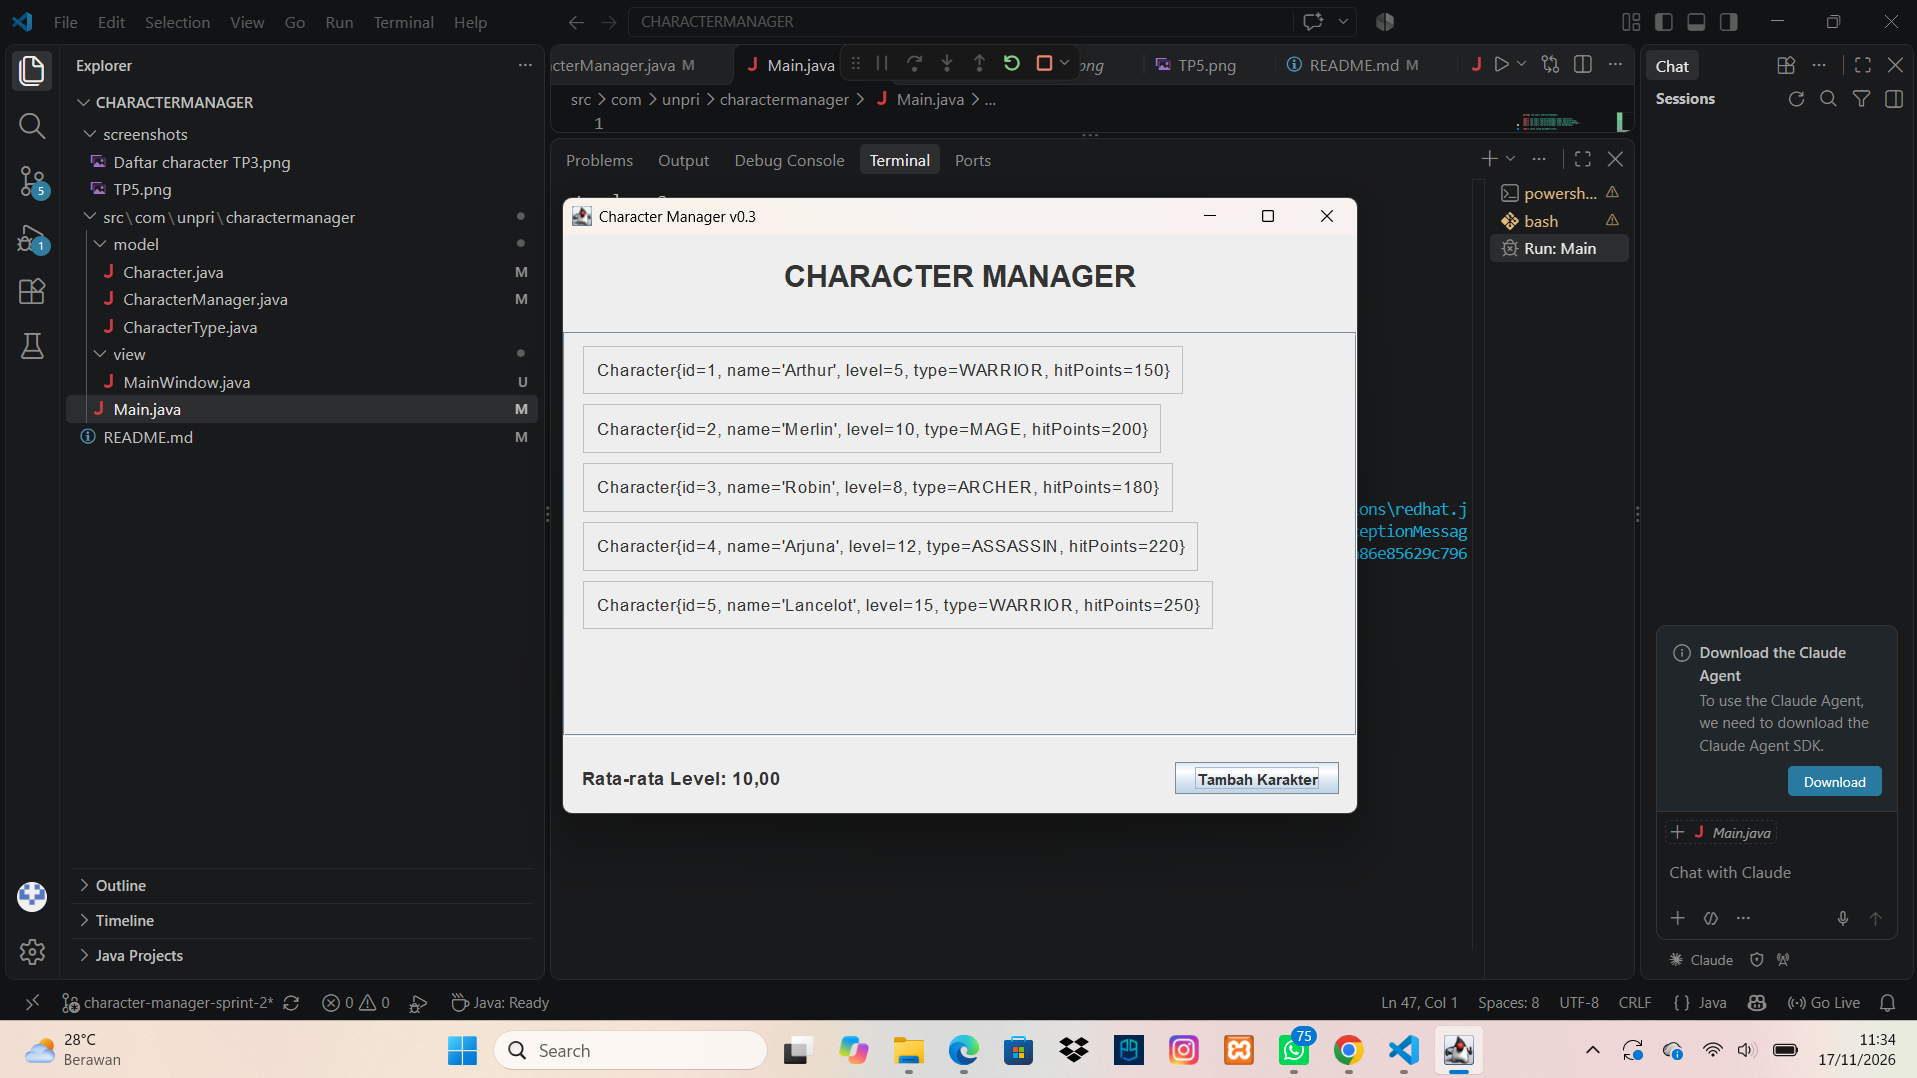 File Edit Selection View Go Run Terminal Help
CHARACTERMANAGER
Explorer
CHARACTERMANAGER
screenshots
Daftar character TP3.png
TP5.png
src\com\unpri\charactermanager
model
Character.java M
CharacterManager.java M
CharacterType.java
view
MainWindow.java U
Main.java M
README.md M
5
1
Outline
Timeline
Java Projects
cterManager.java M
Main.java
png
TP5.png
README.md M
src > com > unpri > charactermanager > Main.java > ...
1
Problems Output Debug Console Terminal Ports
powersh...
bash
Run: Main
ions\redhat.j
eptionMessag
86e85629c796
Character Manager v0.3
CHARACTER MANAGER
Character{id=1, name='Arthur', level=5, type=WARRIOR, hitPoints=150}
Character{id=2, name='Merlin', level=10, type=MAGE, hitPoints=200}
Character{id=3, name='Robin', level=8, type=ARCHER, hitPoints=180}
Character{id=4, name='Arjuna', level=12, type=ASSASSIN, hitPoints=220}
Character{id=5, name='Lancelot', level=15, type=WARRIOR, hitPoints=250}
Rata-rata Level: 10,00
Tambah Karakter
Chat
Sessions
Download the Claude
Agent
To use the Claude Agent,
we need to download the
Claude Agent SDK.
Download
Main.java
Chat with Claude
Claude
character-manager-sprint-2*
0 0
Java: Ready
Ln 47, Col 1
Spaces: 8
UTF-8
CRLF
{ } Java
Go Live
28°C
Berawan
Search
75
11:34
17/11/2026